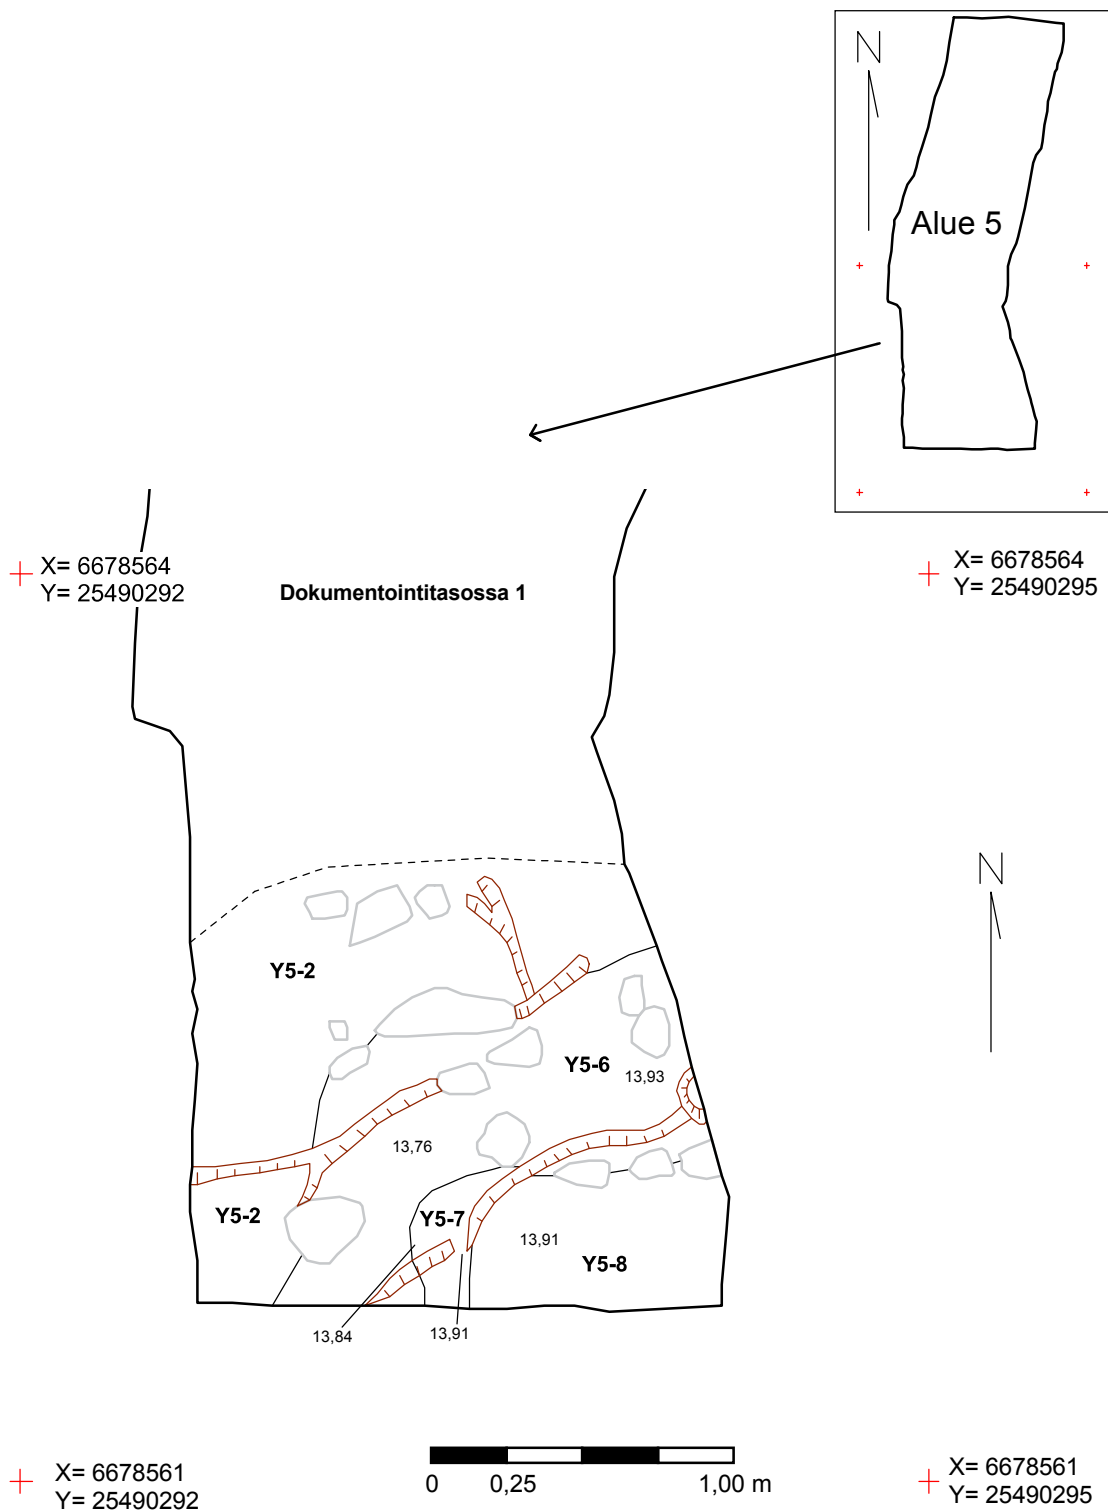 N
Alue 5
X= 6678564
Y= 25490292
Dokumentointitasossa 1
X= 6678564
Y= 25490295
N
Y5-2
Y5-6
13,93
13,76
Y5-2
Y5-7
13,91
Y5-8
13,84
13,91
X= 6678561
Y= 25490292
0 0,25 1,00 m
X= 6678561
Y= 25490295